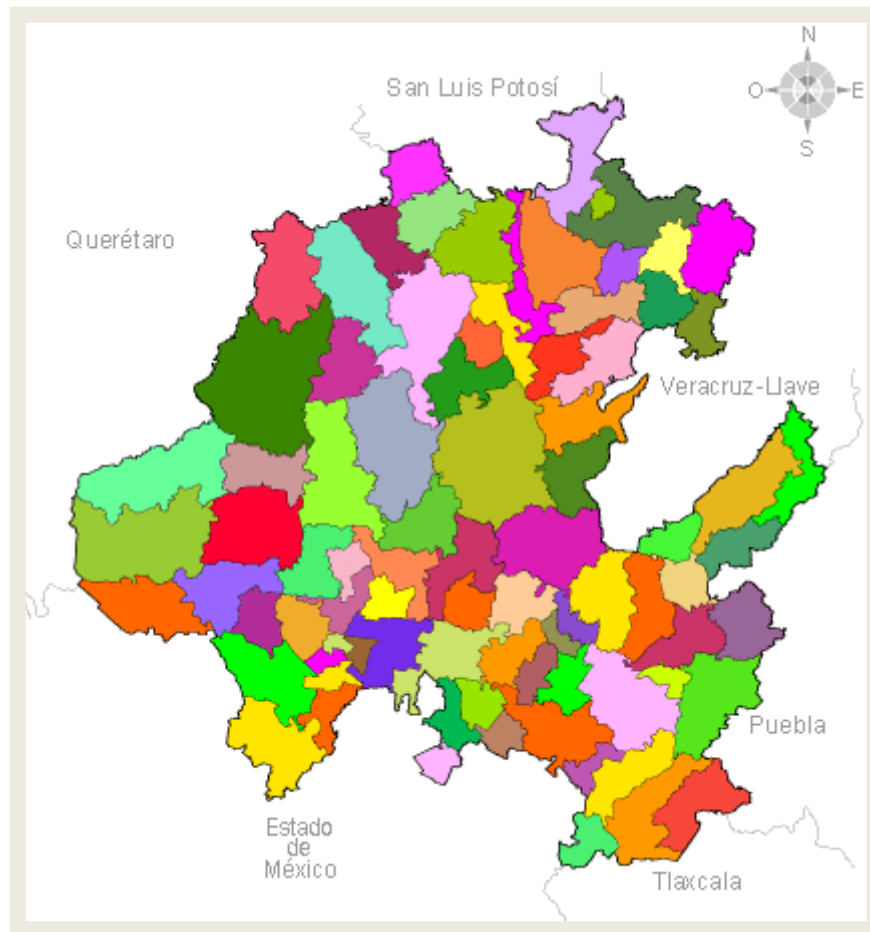 N
San Luis Potosí
O
E
S
Querétaro
Veracruz-Llave
Puebla
Estado
de
México
Tlaxcala